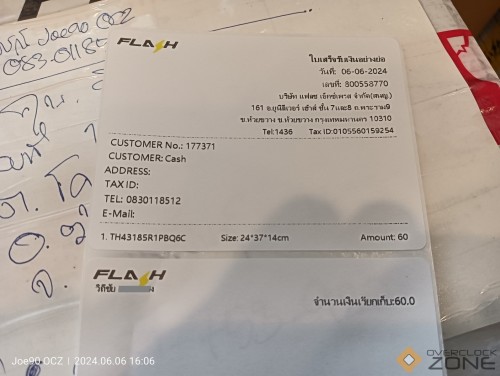 Joe90 OCZ
FLASH
ใบเสร็จรับเงินอย่างย่อ
วันที่: 06-06-2024
เลขที่: 800558770
บริษัท แฟลช เอ็กซ์เพรส จำกัด(สนญ)
161 อ.ยูนีลีเวอร์ เฮ้าส์ ชั้น 7และ8 ถ.พระราม9
ข.ห้วยขวาง ข.ห้วยขวาง กรุงเทพมหานคร 10310
Tel:1436 Tax ID:0105560159254
CUSTOMER No.: 177371
CUSTOMER: Cash
ADDRESS:
TAX ID:
TEL: 0830118512
E-Mail:
1. TH43185R1PBQ6C Size: 24*37*14cm Amount: 60
FLASH
วิถีชัย
จำนวนเงินเรียกเก็บ:60.0
Joe90 OCZ | 2024.06.06 16:06
OVERCLOCK
ZONE